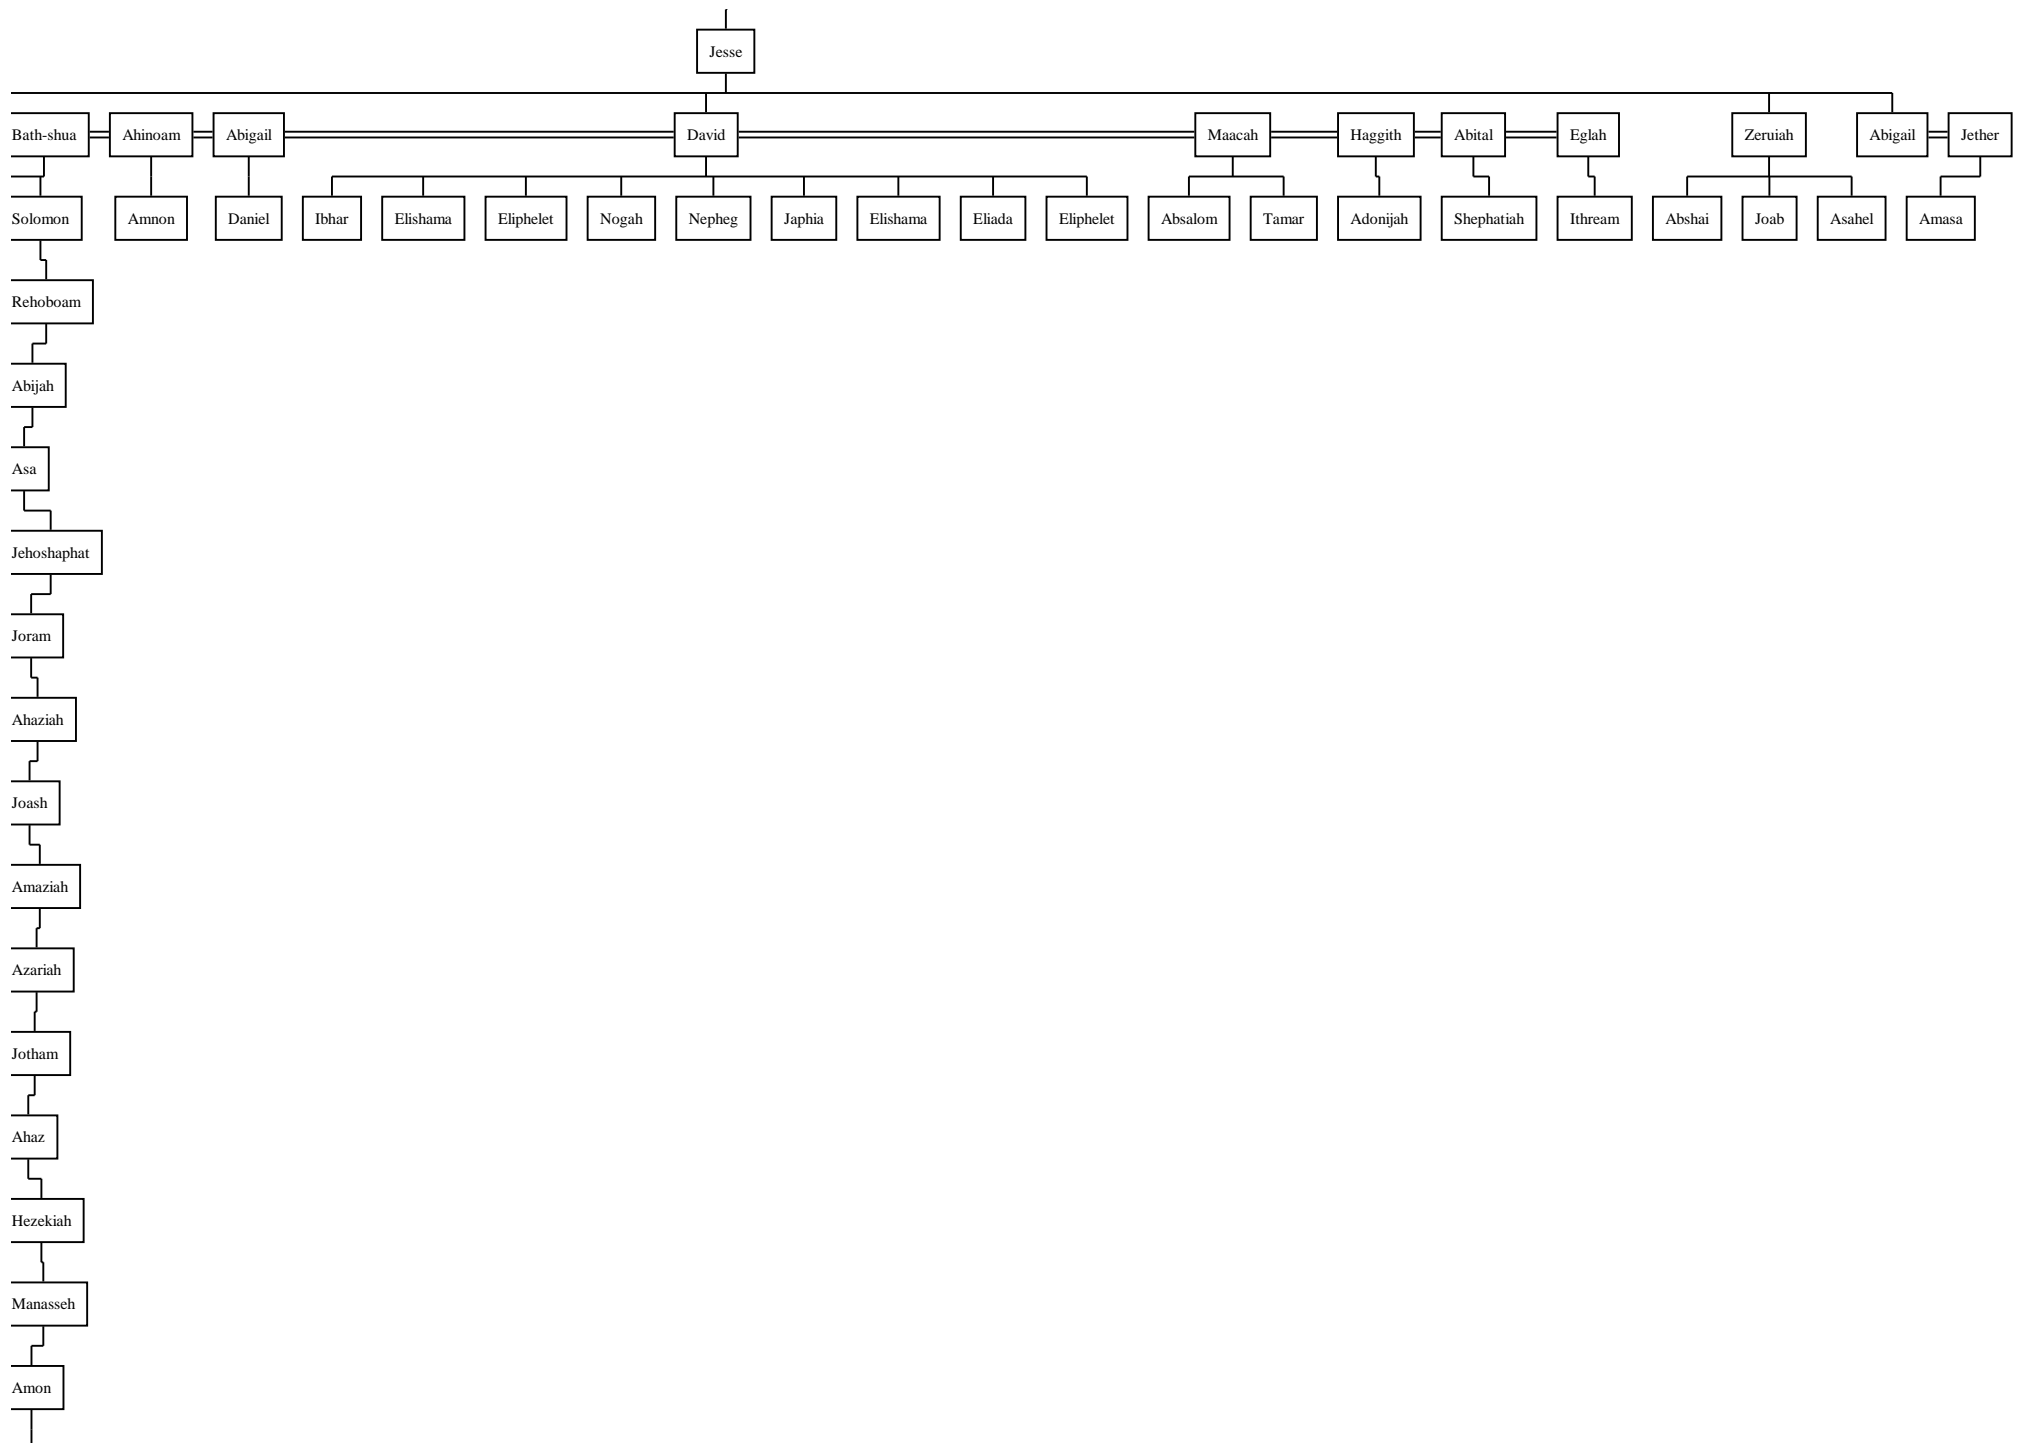 Jesse
Bath-shua Ahinoam Abigail David Maacah Haggith Abital Eglah Zeruiah Abigail Jether
Solomon Amnon Daniel Ibhar Elishama Eliphelet Nogah Nepheg Japhia Elishama Eliada Eliphelet Absalom Tamar Adonijah Shephatiah Ithream Abshai Joab Asahel Amasa
Rehoboam
Abijah
Asa
Jehoshaphat
Joram
Ahaziah
Joash
Amaziah
Azariah
Jotham
Ahaz
Hezekiah
Manasseh
Amon